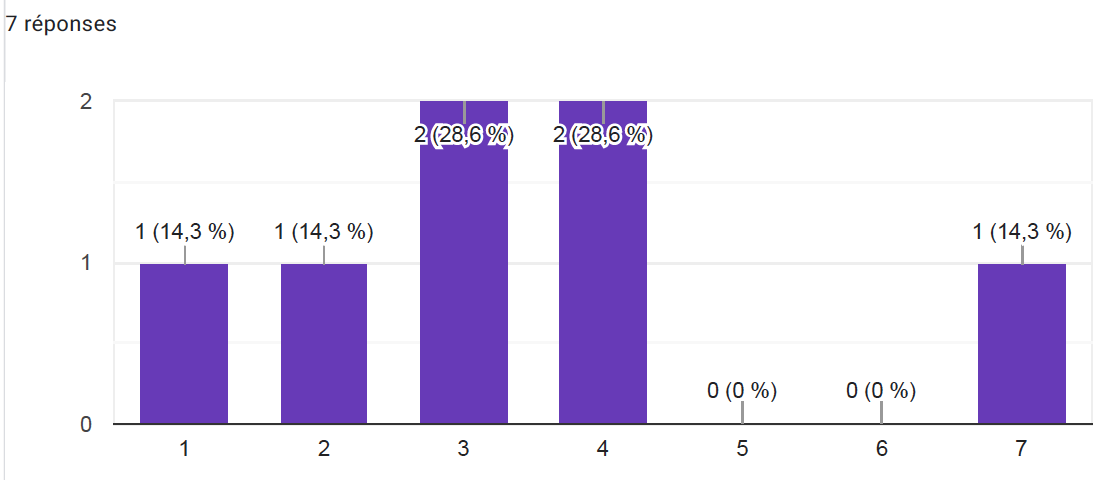 7 réponses
2
2 (28,6 %) 2 (28,6 %)
1 (14,3 %) 1 (14,3 %) 1 (14,3 %)
1
0 (0 %) 0 (0 %)
0
1 2 3 4 5 6 7